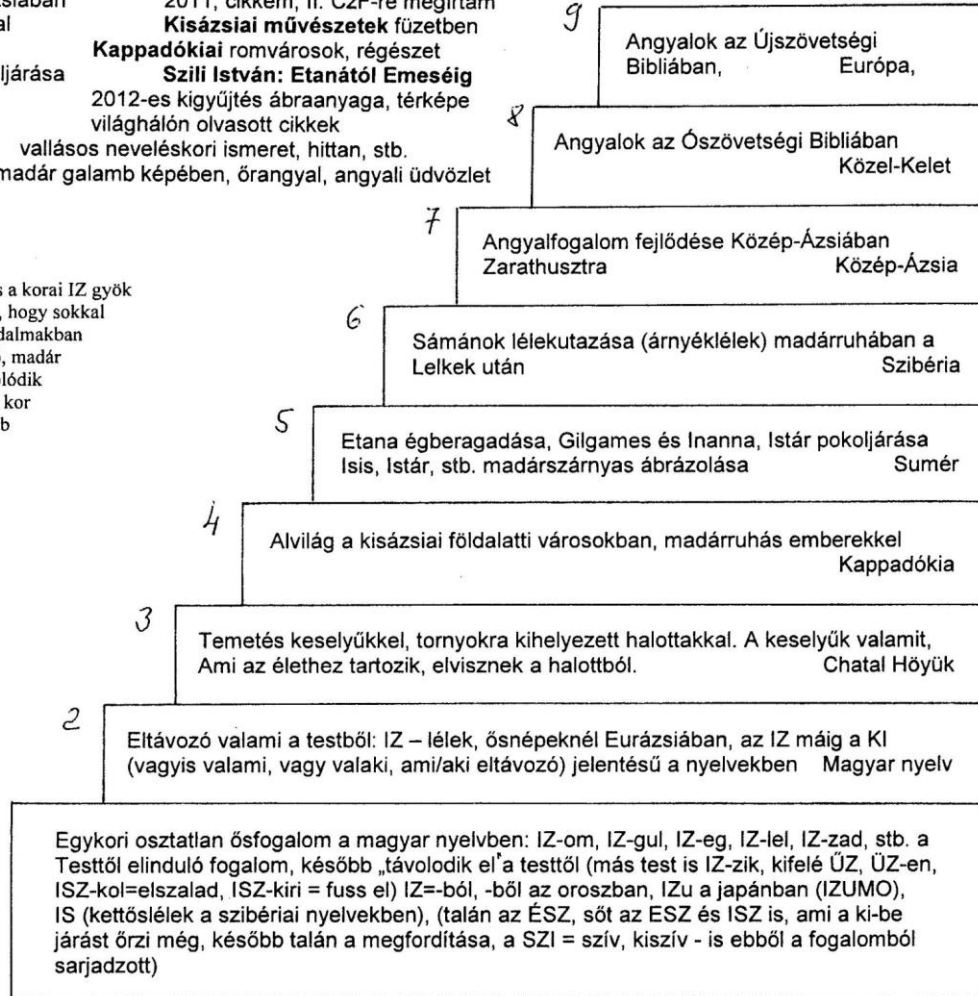 2011, cikkem, II. CzF-re megírtam
Kisázsiai művészetek füzetben
Kappadókiai romvárosok, régészet
Szili István: Etanától Emeséig
2012-es kigyűjtés ábraanyaga, térképe
világhálón olvasott cikkek
vallásos neveléskori ismeret, hittan, stb.
madár galamb képében, őrangyal, angyali üdvözlet
a korai IZ gyök
hogy sokkal
madár
kor
9
Angyalok az Újszövetségi
Bibliában, Európa,
8
Angyalok az Ószövetségi Bibliában
Közel-Kelet
7
Angyalfogalom fejlődése Közép-Ázsiában
Zarathusztra Közép-Ázsia
6
Sámánok lélekutazása (árnyéklélek) madárruhában a
Lelkek után Szibéria
5
Etana égberagadása, Gilgames és Inanna, Istár pokoljárása
Isis, Istár, stb. madárszárnyas ábrázolása Sumér
4
Alvilág a kisázsiai földalatti városokban, madárruhás emberekkel
Kappadókia
3
Temetés keselyűkkel, tornyokra kihelyezett halottakkal. A keselyűk valamit,
Ami az élethez tartozik, elvisznek a halottból. Chatal Höyük
2
Eltávozó valami a testből: IZ – lélek, ősnépeknél Eurázsiában, az IZ máig a KI
(vagyis valami, vagy valaki, ami/aki eltávozó) jelentésű a nyelvekben Magyar nyelv
Egykori osztatlan ősfogalom a magyar nyelvben: IZ-om, IZ-gul, IZ-eg, IZ-lel, IZ-zad, stb. a
Testtől elinduló fogalom, később „távolodik el"a testtől (más test is IZ-zik, kifelé ŰZ, ÜZ-en,
ISZ-kol=elszalad, ISZ-kiri = fuss el) IZ=-ból, -ből az oroszban, IZu a japánban (IZUMO),
IS (kettőslélek a szibériai nyelvekben), (talán az ÉSZ, sőt az ESZ és ISZ is, ami a ki-be
járást őrzi még, később talán a megfordítása, a SZI = szív, kiszív - is ebből a fogalomból
sarjadzott)